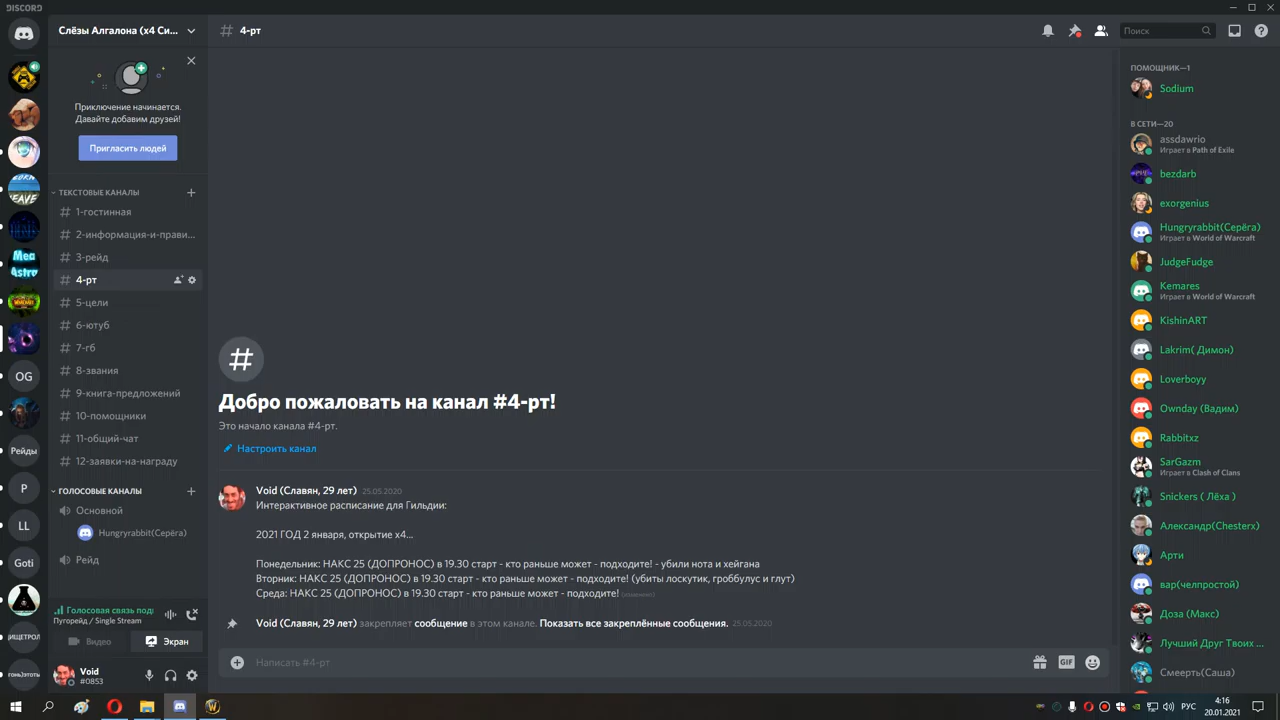 DISCORD
Слёзы Алгалона (x4 Си...
4-рт
Поиск
Приключение начинается.
Давайте добавим друзей!
Пригласить людей
ТЕКСТОВЫЕ КАНАЛЫ
1-гостинная
2-информация-и-прави...
3-рейд
4-рт
5-цели
6-ютуб
7-гб
8-звания
9-книга-предложений
10-помощники
11-общий-чат
12-заявки-на-награду
ГОЛОСОВЫЕ КАНАЛЫ
Основной
Hungryrabbit(Серёга)
Рейд
Голосовая связь под
Пугорейд / Single Stream
Видео
Экран
Void
#0853
OG
Рейды
P
LL
Goti
Добро пожаловать на канал #4-рт!
Это начало канала #4-рт.
Настроить канал
Void (Славян, 29 лет) 25.05.2020
Интерактивное расписание для Гильдии:
2021 ГОД 2 января, открытие x4...
Понедельник: НАКС 25 (ДОПРОНОС) в 19.30 старт - кто раньше может - подходите! - убили нота и хейгана
Вторник: НАКС 25 (ДОПРОНОС) в 19.30 старт - кто раньше может - подходите! (убиты лоскутик, гроббулус и глут)
Среда: НАКС 25 (ДОПРОНОС) в 19.30 старт - кто раньше может - подходите! (изменено)
Void (Славян, 29 лет) закрепляет сообщение в этом канале. Показать все закреплённые сообщения. 25.05.2020
Написать #4-рт
GIF
ПОМОЩНИК—1
Sodium
В СЕТИ—20
assdawrio
Играет в Path of Exile
bezdarb
exorgenius
Hungryrabbit(Серёга)
Играет в World of Warcraft
JudgeFudge
Kemares
Играет в World of Warcraft
KishinART
Lakrim( Димон)
Loverboyy
Ownday (Вадим)
Rabbitxz
SarGazm
Играет в Clash of Clans
Snickers ( Лёха )
Александр(Chesterx)
Арти
вар(челпростой)
Доза (Макс)
Лучший Друг Твоих ...
Смеерть(Саша)
РУС
4:16
20.01.2021